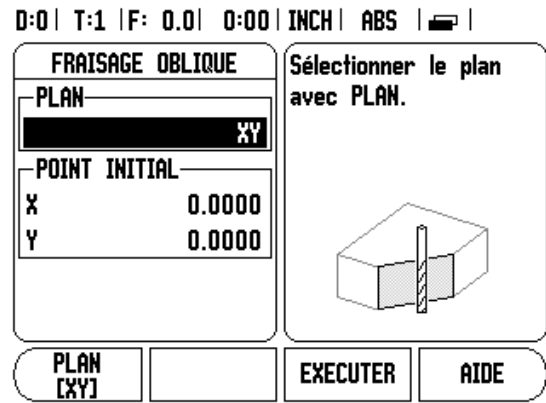 D:0 | T:1 | F: 0.0 | 0:00 | INCH | ABS | |
FRAISAGE OBLIQUE
PLAN
XY
POINT INITIAL
X 0.0000
Y 0.0000
Sélectionner le plan
avec PLAN.
PLAN
[XY]
EXECUTER
AIDE